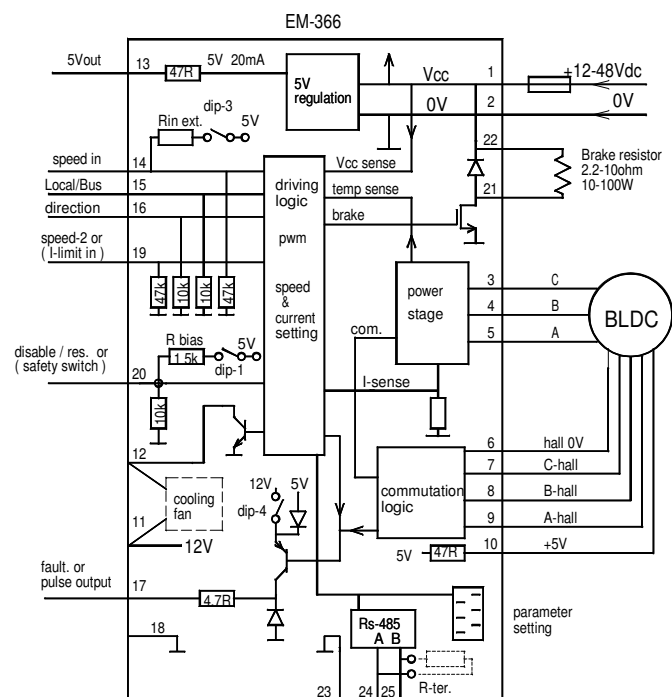 EM-366
5Vout
13
47R
5V 20mA
5V
regulation
Vcc
1
+12-48Vdc
0V
2
0V
Rin ext.
dip-3
5V
22
Brake resistor
2.2-10ohm
10-100W
speed in
14
Vcc sense
Local/Bus
15
driving
logic
temp sense
21
direction
16
brake
speed-2 or
( I-limit in )
19
pwm
47k
10k
10k
47k
speed
&
current
setting
power
stage
3
C
4
B
5
A
BLDC
com.
disable / res. or
( safety switch )
20
R bias
1.5k
5V
dip-1
I-sense
10k
12
6
hall 0V
7
C-hall
cooling
fan
12V
5V
commutation
logic
8
B-hall
11
dip-4
9
A-hall
12V
5V
47R
10
+5V
fault. or
pulse output
17
4.7R
Rs-485
A B
parameter
setting
18
23
24
25
R-ter.